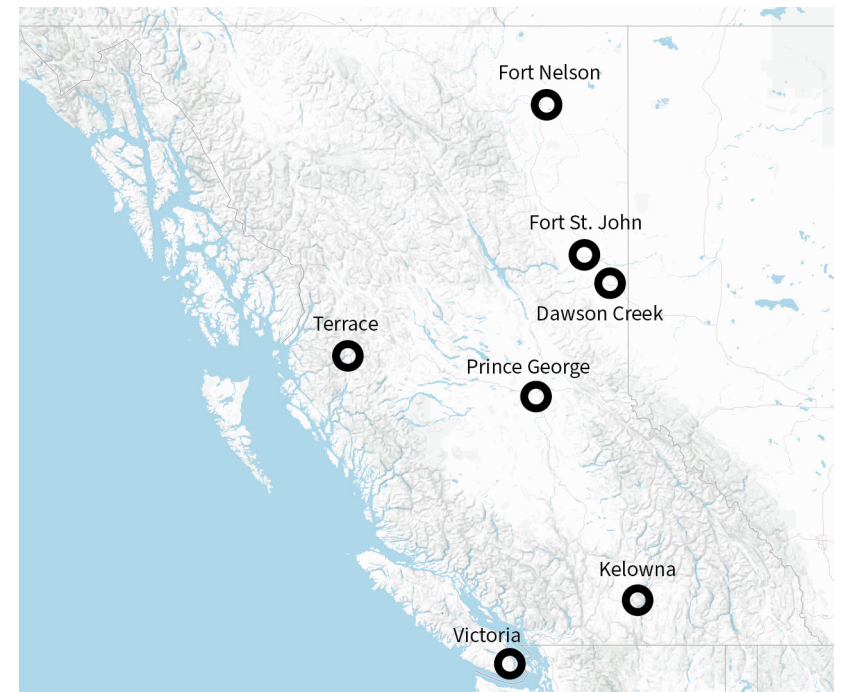 Fort Nelson
Fort St. John
Dawson Creek
Terrace
Prince George
Kelowna
Victoria